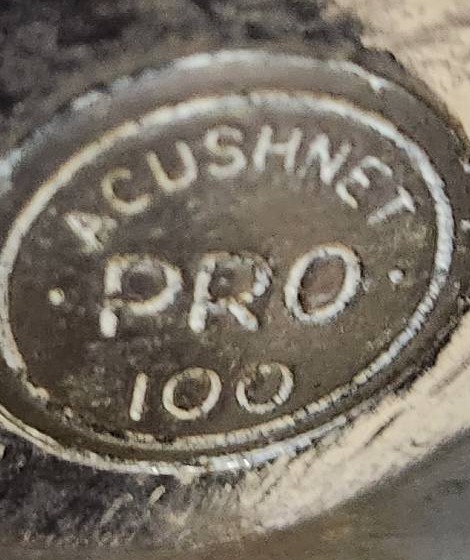 ACUSHNET
• PRO •
100